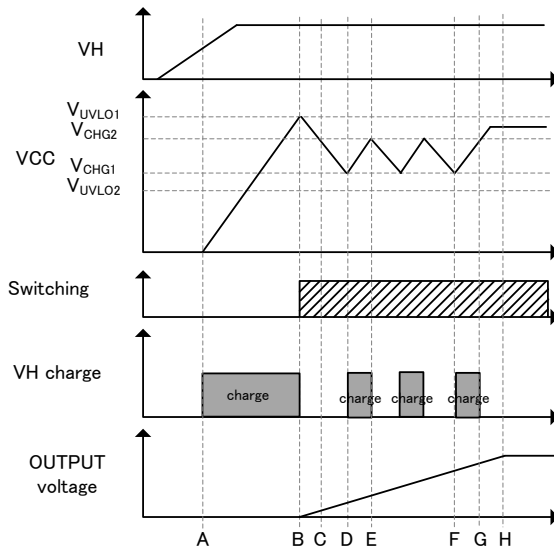 VH
VUVLO1
VCHG2
VCC
VCHG1
VUVLO2
Switching
VH charge
charge
charge
charge
charge
OUTPUT
voltage
A B C D E F G H